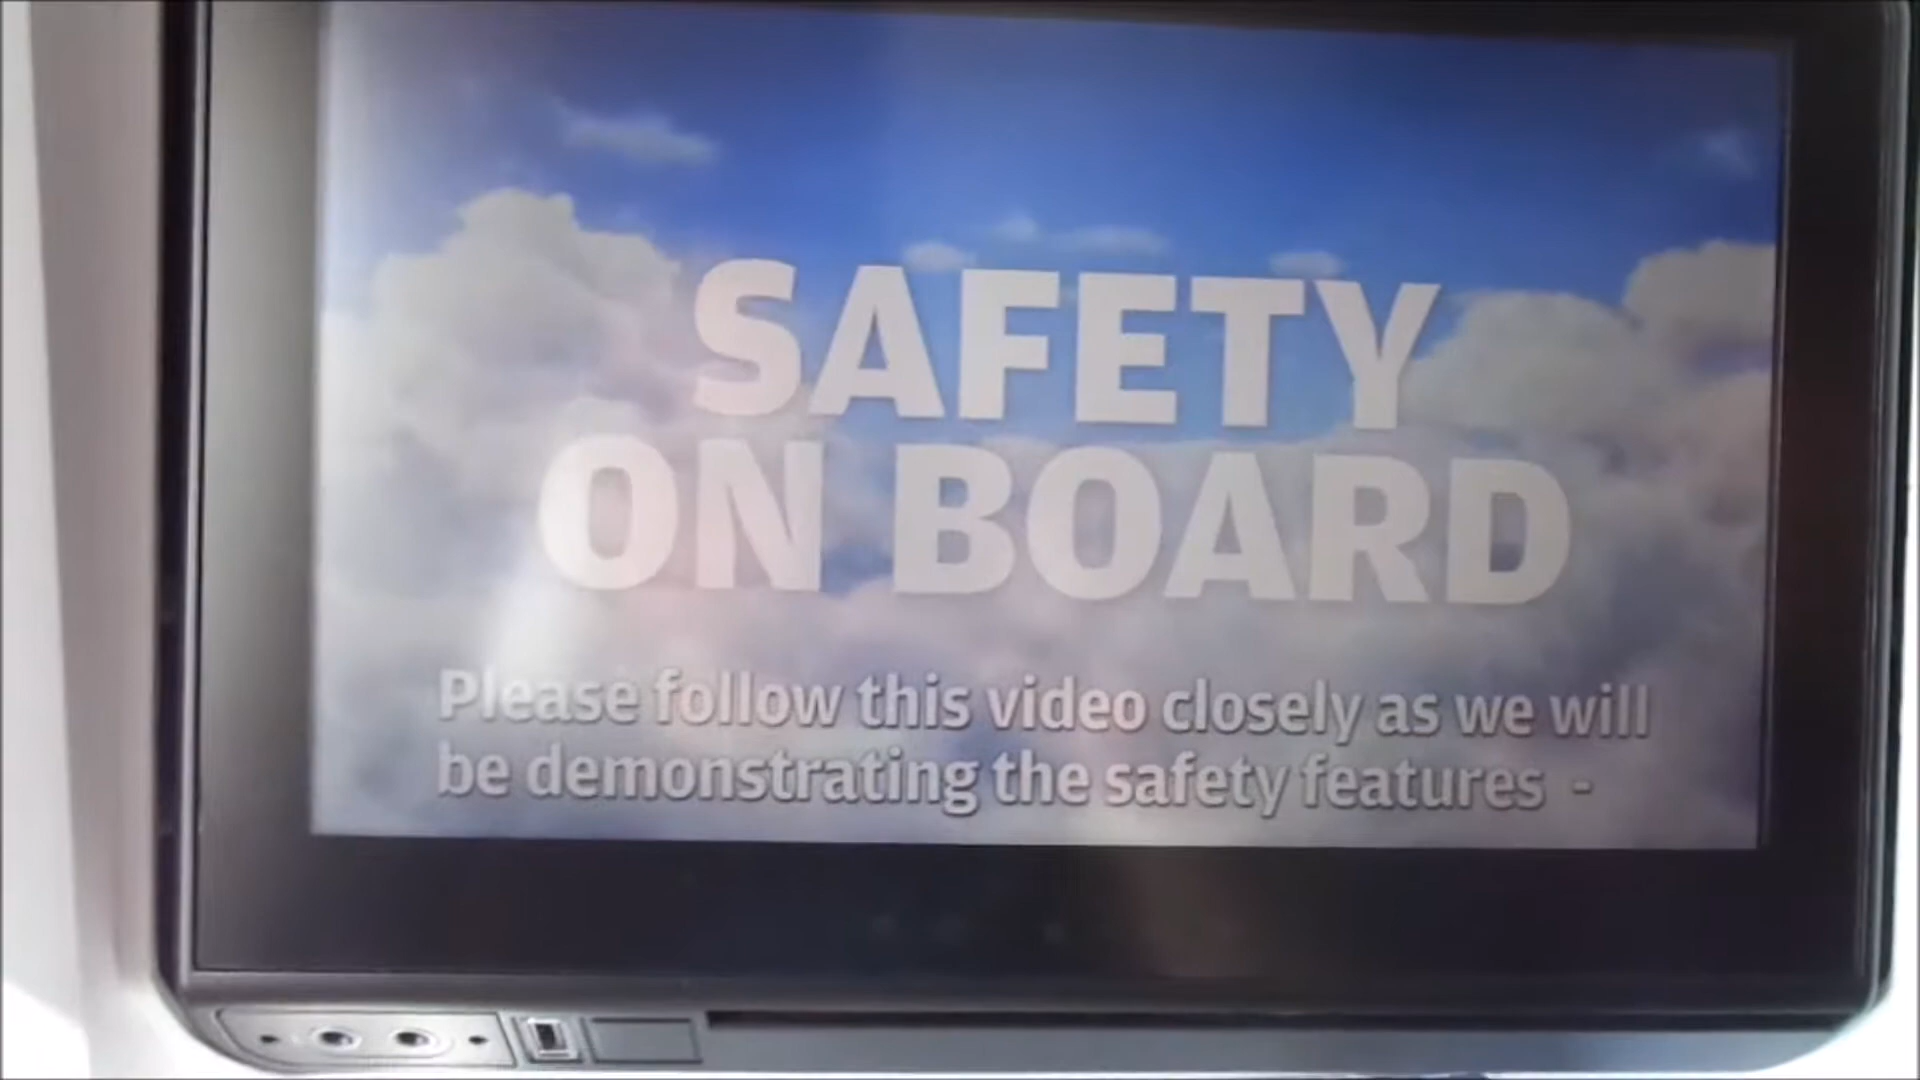 SAFETY
ON BOARD
Please follow this video closely as we will
be demonstrating the safety features -